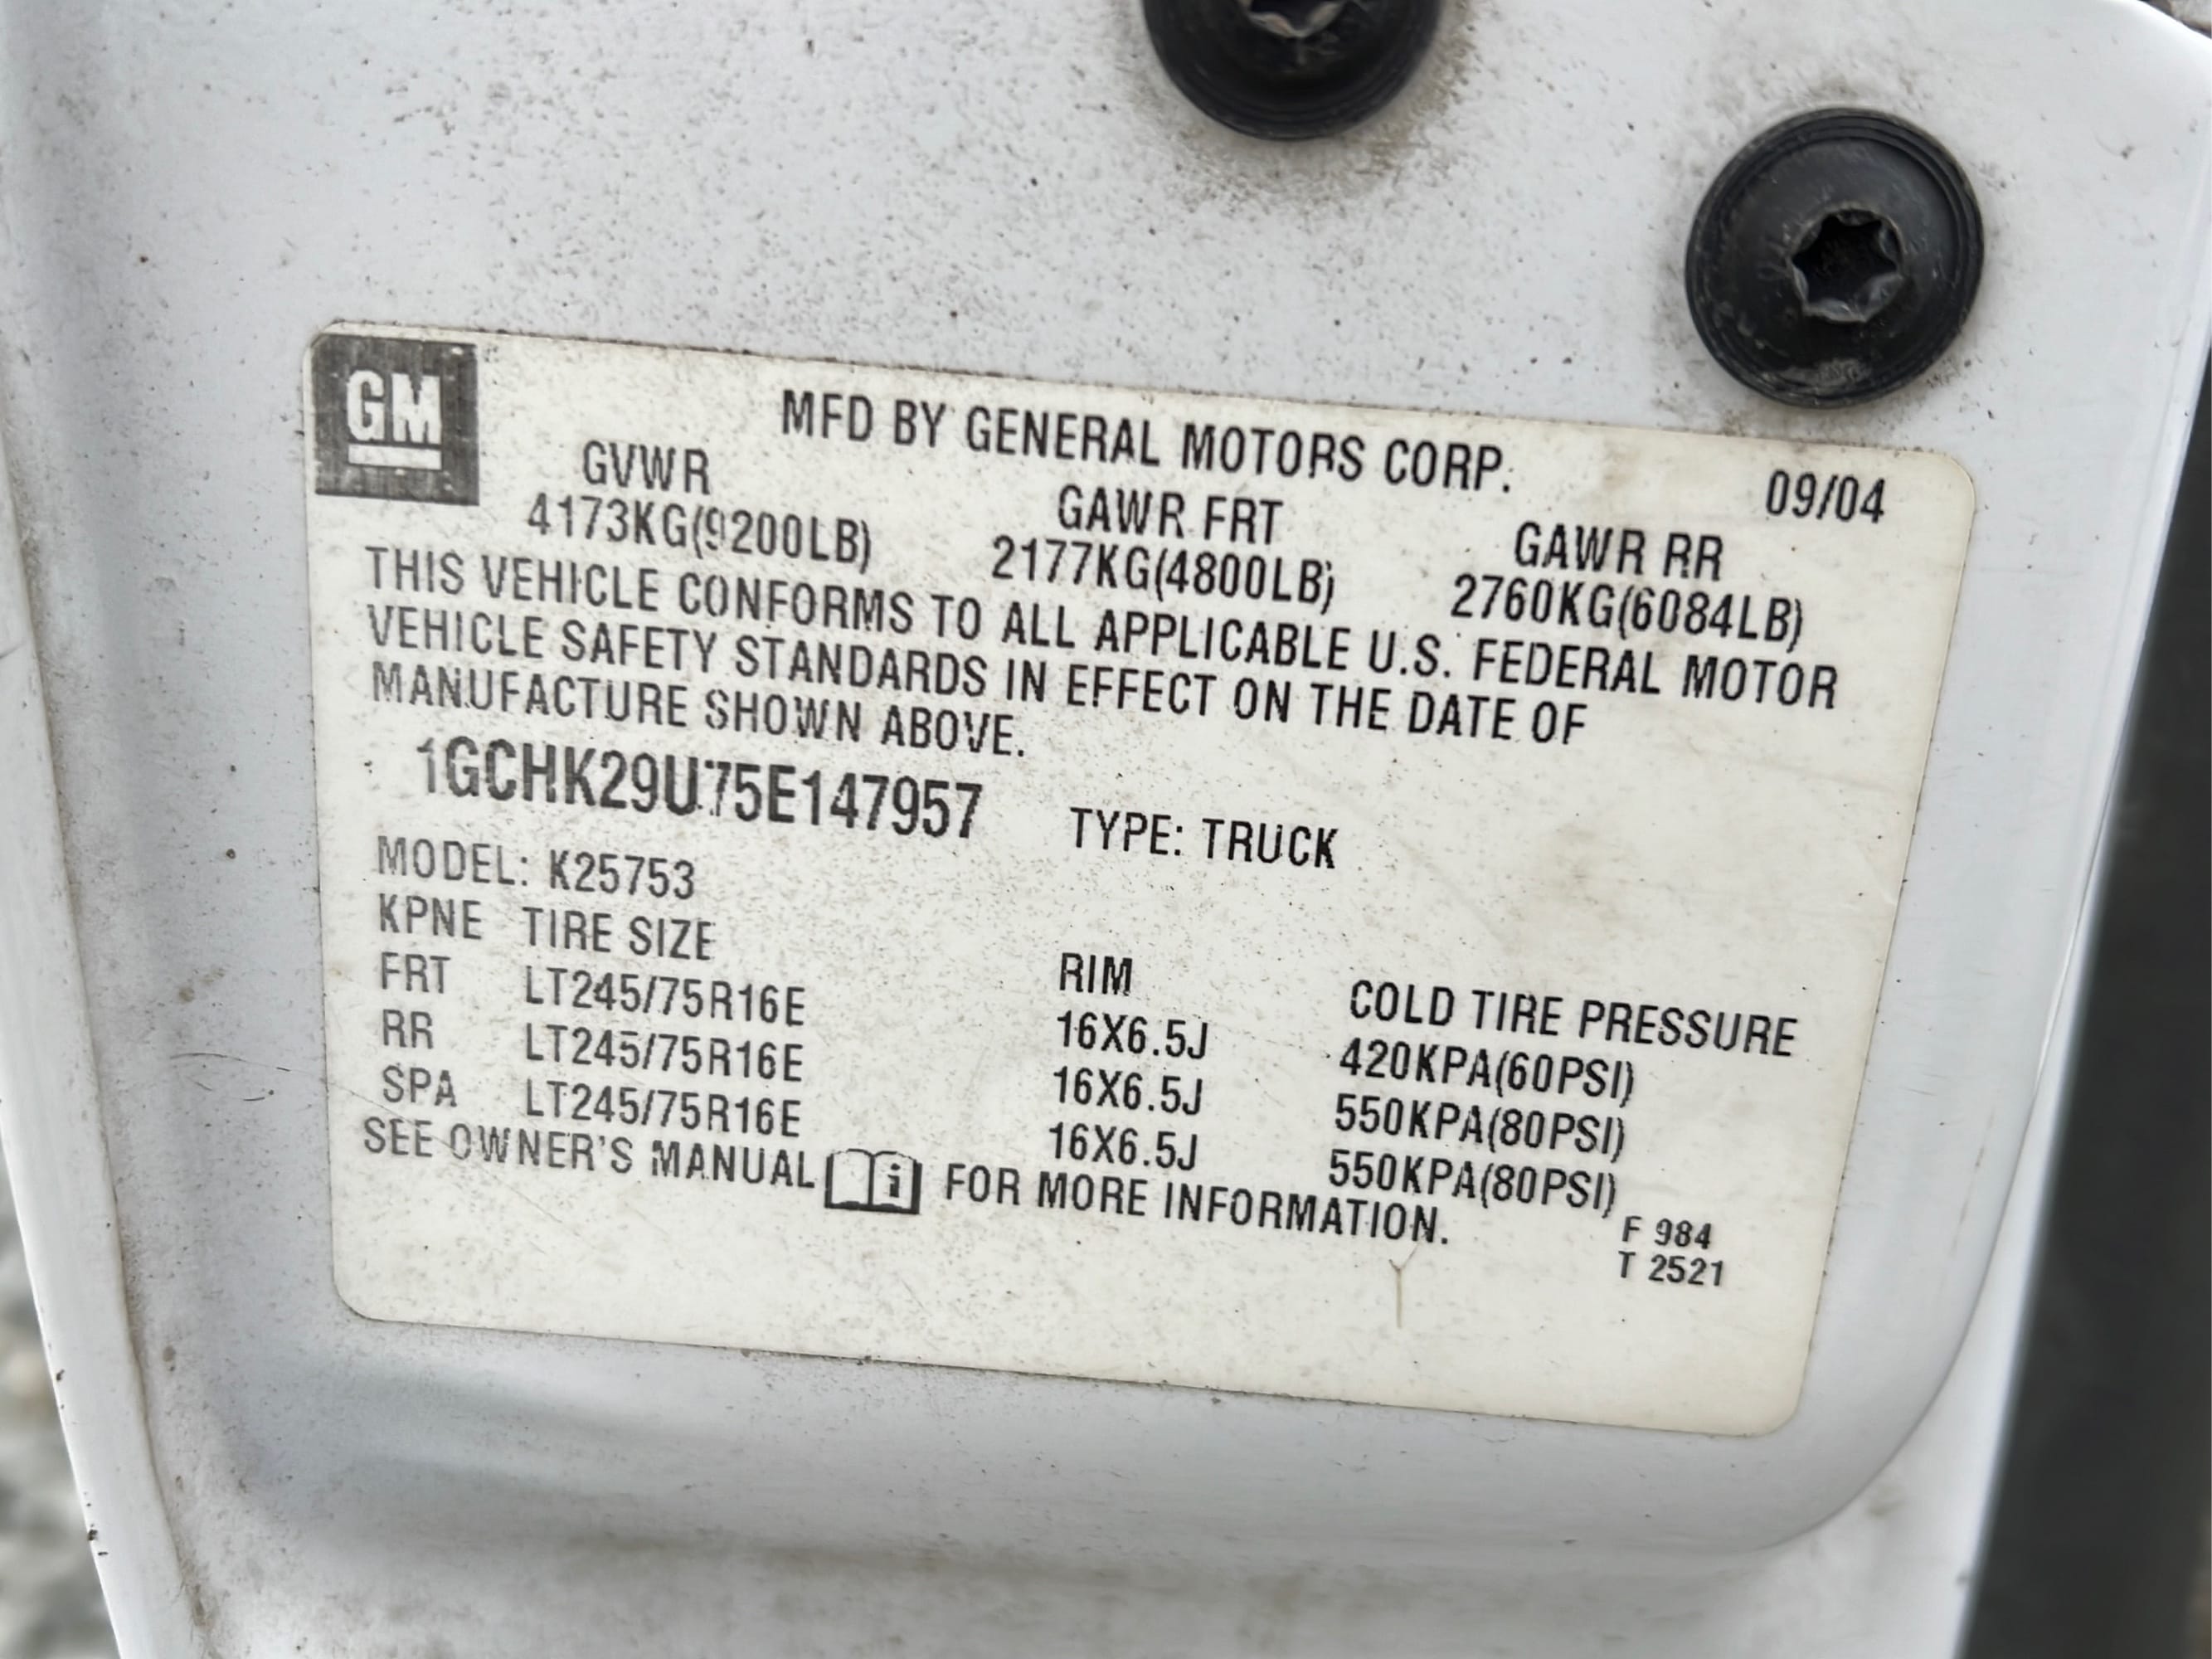 GM
MFD BY GENERAL MOTORS CORP. 09/04
GVWR GAWR FRT GAWR RR
4173KG(9200LB) 2177KG(4800LB) 2760KG(6084LB)
THIS VEHICLE CONFORMS TO ALL APPLICABLE U.S. FEDERAL MOTOR
VEHICLE SAFETY STANDARDS IN EFFECT ON THE DATE OF
MANUFACTURE SHOWN ABOVE.
1GCHK29U75E147957 TYPE: TRUCK
MODEL: K25753
KPNE TIRE SIZE RIM COLD TIRE PRESSURE
FRT LT245/75R16E 16X6.5J 420KPA(60PSI)
RR LT245/75R16E 16X6.5J 550KPA(80PSI)
SPA LT245/75R16E 16X6.5J 550KPA(80PSI)
SEE OWNER'S MANUAL i FOR MORE INFORMATION.
F 984
T 2521